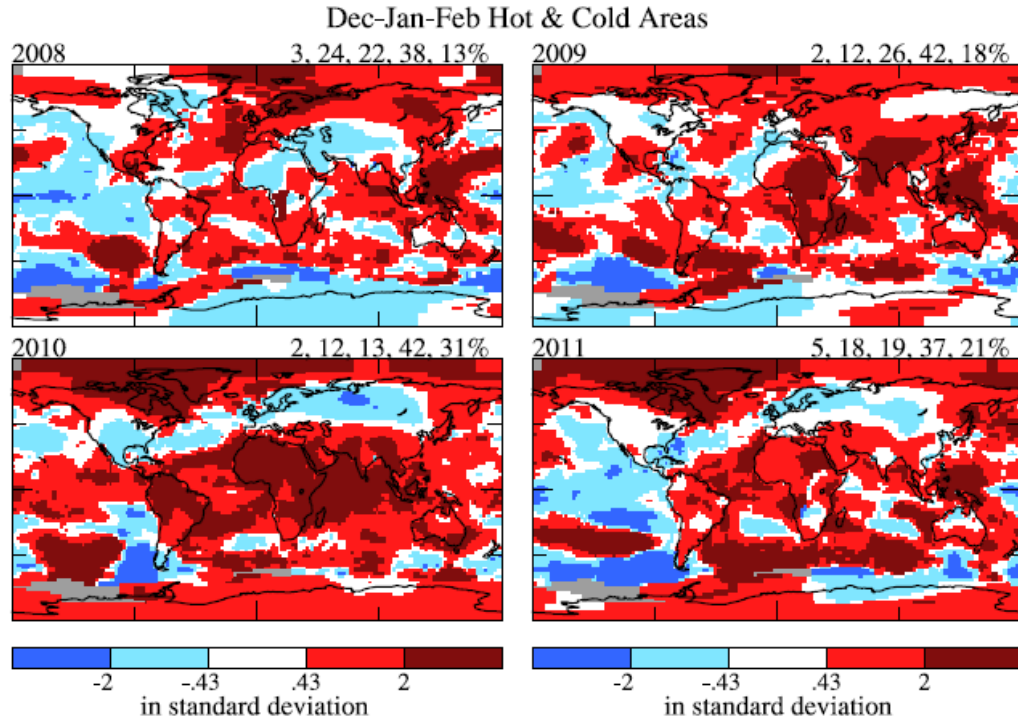 Dec-Jan-Feb Hot & Cold Areas
2008 3, 24, 22, 38, 13%
2009 2, 12, 26, 42, 18%
2010 2, 12, 13, 42, 31%
2011 5, 18, 19, 37, 21%
-2 -.43 .43 2
in standard deviation
-2 -.43 .43 2
in standard deviation